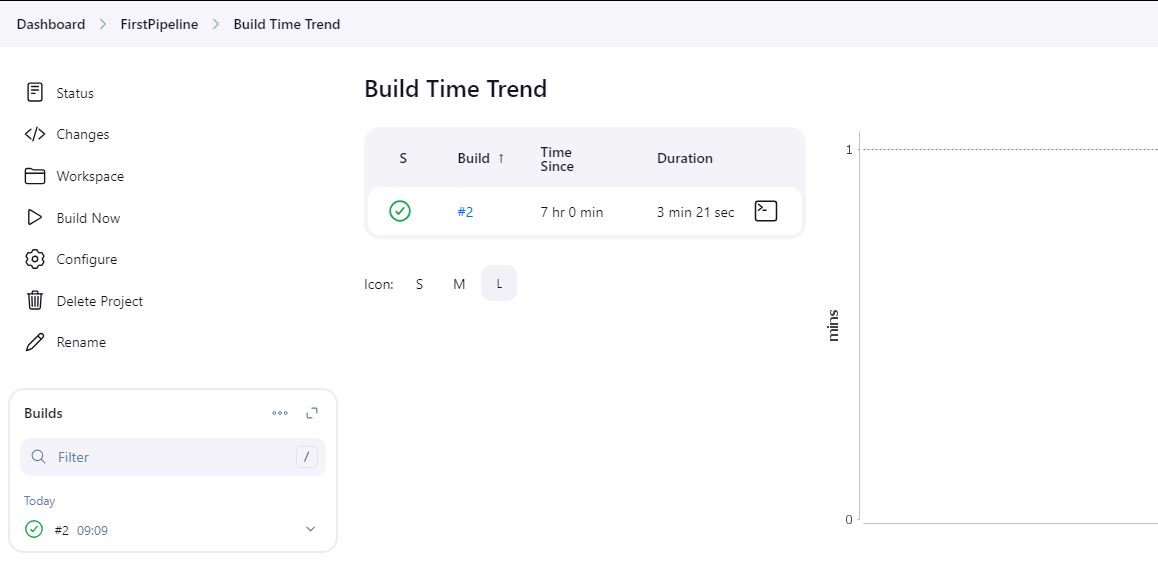 Dashboard > FirstPipeline > Build Time Trend
Status
Changes
Workspace
Build Now
Configure
Delete Project
Rename
Builds
Filter /
Today
#2 09:09
Build Time Trend
S Build ↑ Time Since Duration
#2 7 hr 0 min 3 min 21 sec
Icon: S M L
1
mins
0